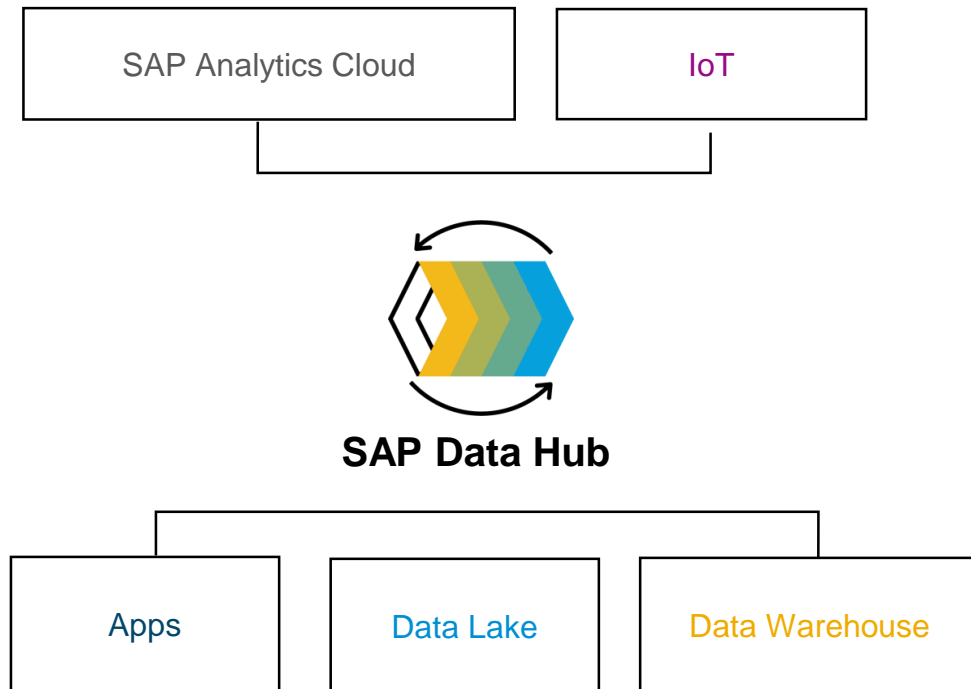 SAP Analytics Cloud
IoT
SAP Data Hub
Apps
Data Lake
Data Warehouse